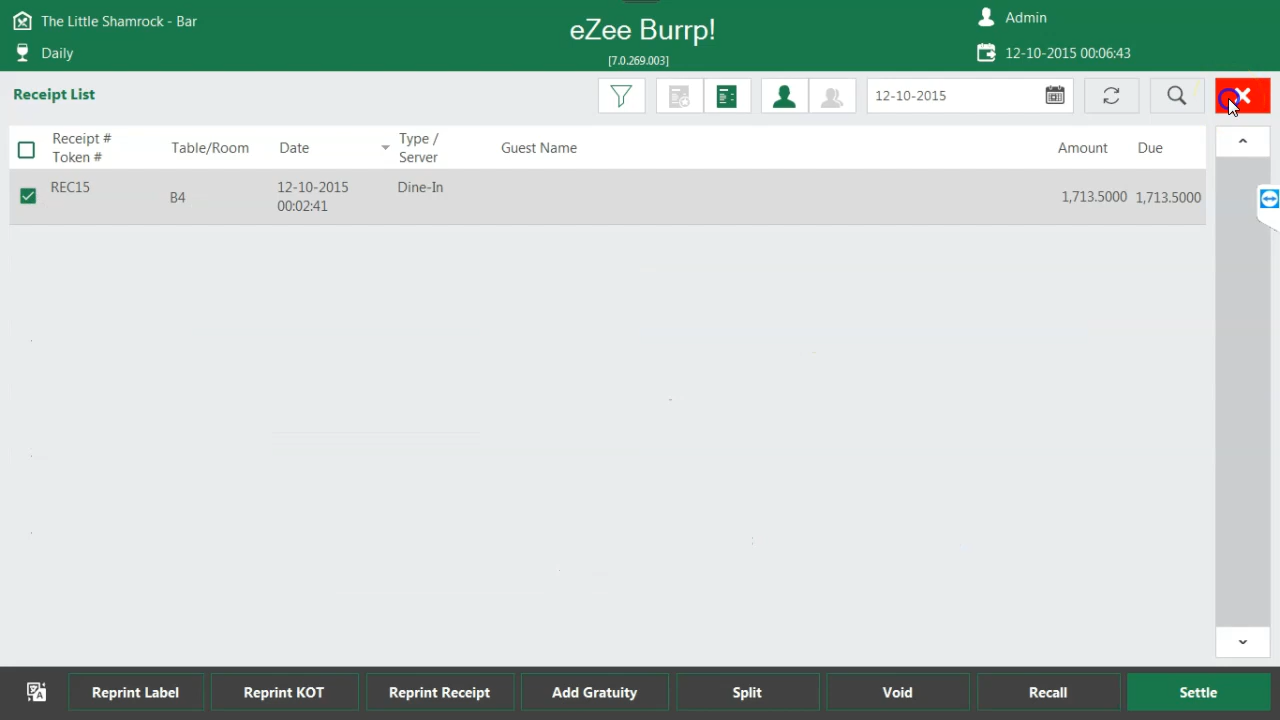 The Little Shamrock - Bar
Daily
eZee Burrp!
[7.0.269.003]
Admin
12-10-2015 00:06:43
Receipt List
12-10-2015
Receipt #
Token #
Table/Room
Date
Type /
Server
Guest Name
Amount
Due
REC15
B4
12-10-2015
00:02:41
Dine-In
1,713.5000
1,713.5000
Reprint Label
Reprint KOT
Reprint Receipt
Add Gratuity
Split
Void
Recall
Settle